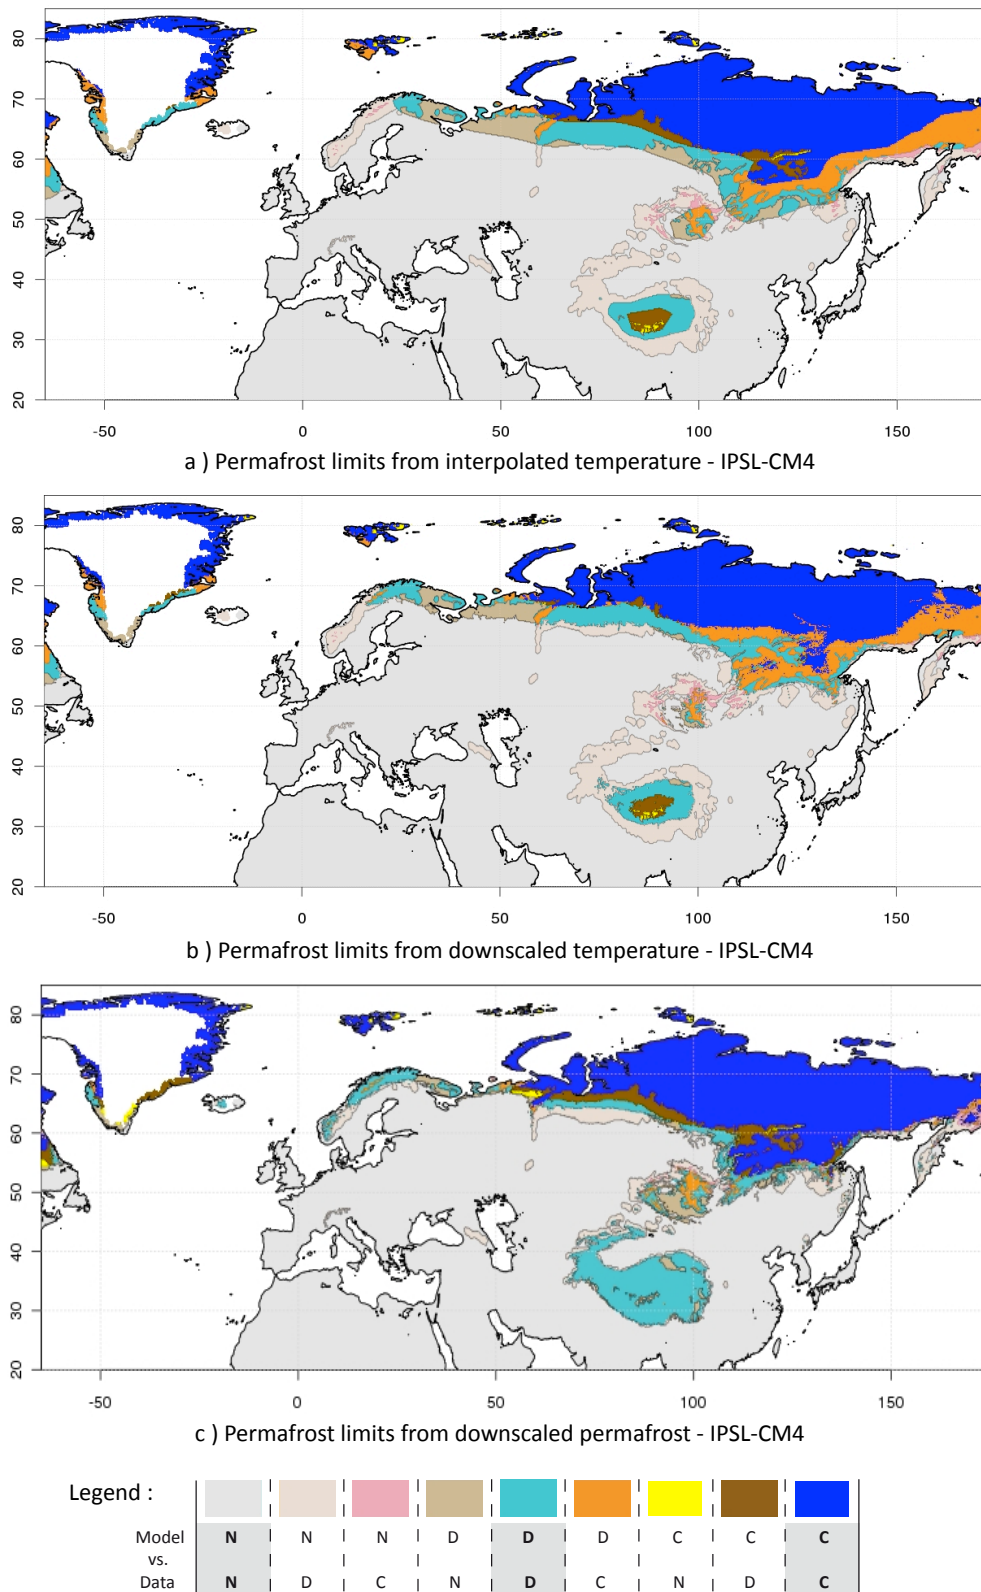 80
70
60
50
40
30
20
-50 0 50 100 150
a ) Permafrost limits from interpolated temperature - IPSL-CM4
80
70
60
50
40
30
20
-50 0 50 100 150
b ) Permafrost limits from downscaled temperature - IPSL-CM4
80
70
60
50
40
30
20
-50 0 50 100 150
c ) Permafrost limits from downscaled permafrost - IPSL-CM4
Legend :
Model N N N D D D C C C
vs.
Data N D C N D C N D C